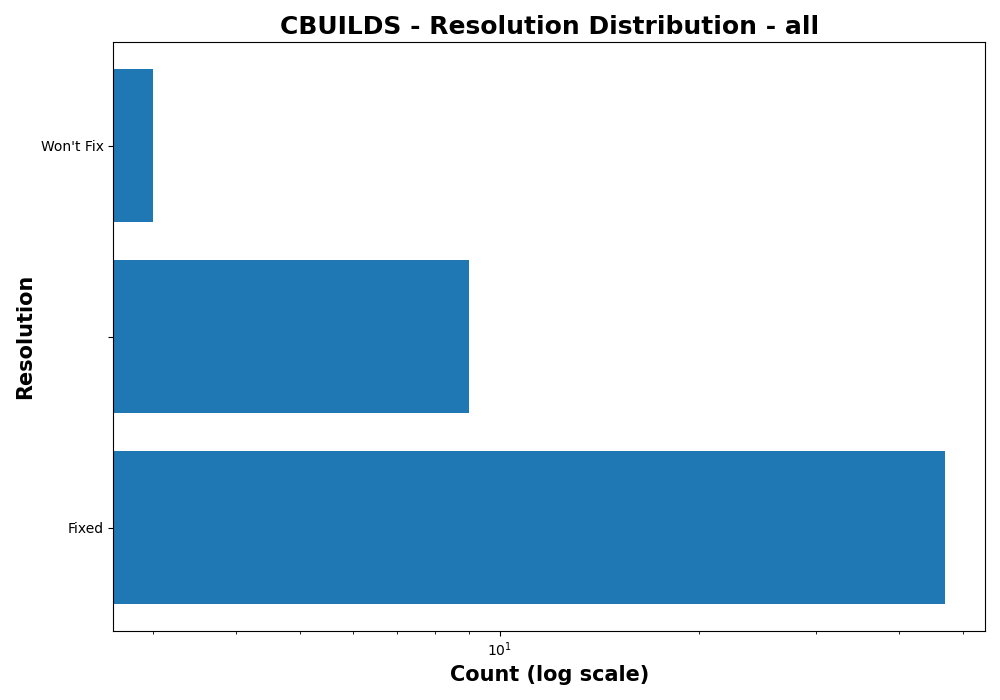 CBUILDS - Resolution Distribution - all
Won't Fix
Resolution
Fixed
10¹
Count (log scale)